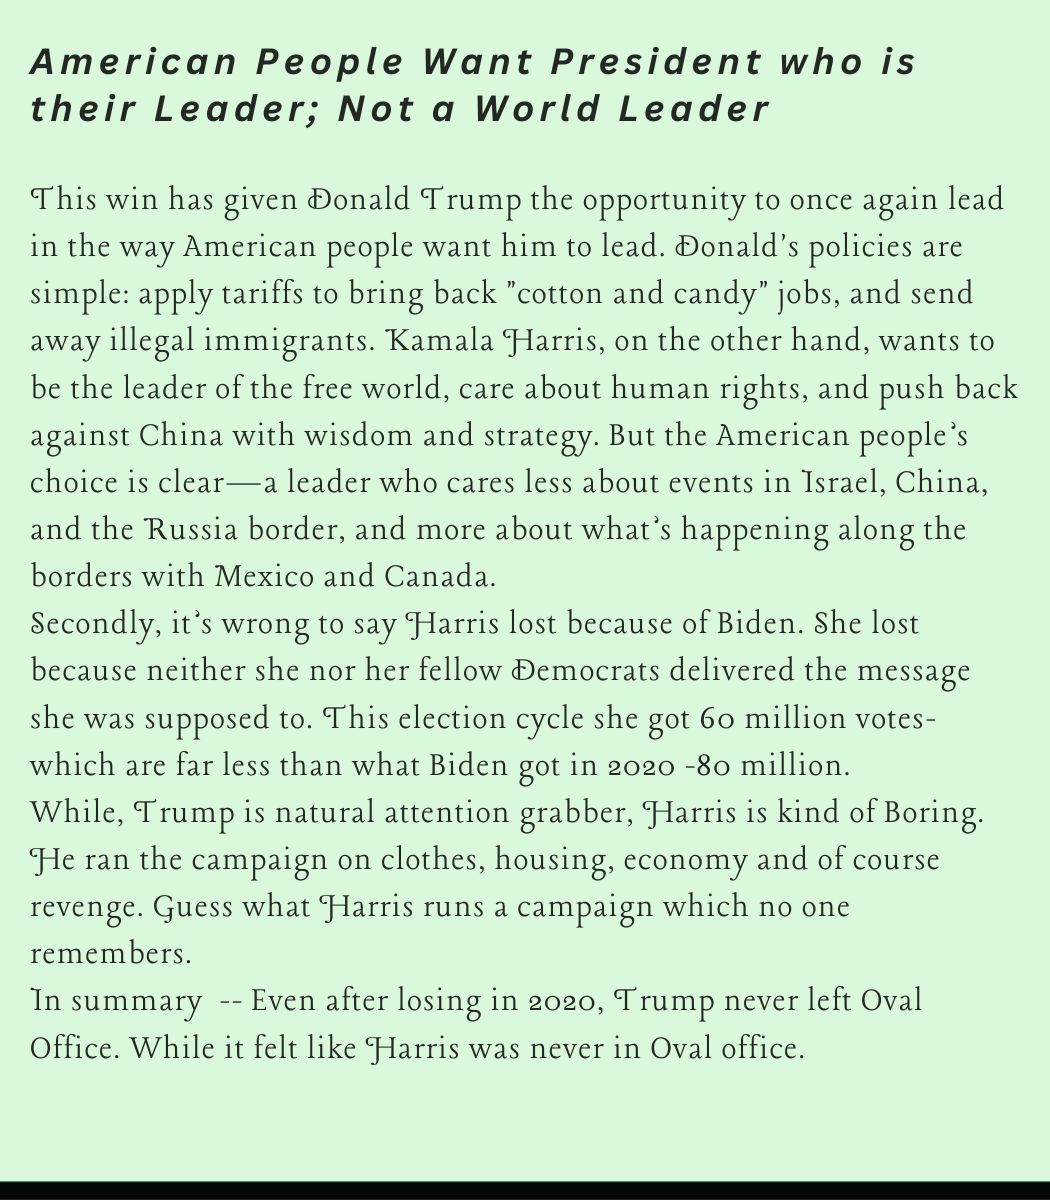 American People Want President who is
their Leader; Not a World Leader
This win has given Donald Trump the opportunity to once again lead
in the way American people want him to lead. Donald's policies are
simple: apply tariffs to bring back "cotton and candy" jobs, and send
away illegal immigrants. Kamala Harris, on the other hand, wants to
be the leader of the free world, care about human rights, and push back
against China with wisdom and strategy. But the American people's
choice is clear—a leader who cares less about events in Israel, China,
and the Russia border, and more about what's happening along the
borders with Mexico and Canada.
Secondly, it's wrong to say Harris lost because of Biden. She lost
because neither she nor her fellow Democrats delivered the message
she was supposed to. This election cycle she got 60 million votes-
which are far less than what Biden got in 2020 -80 million.
While, Trump is natural attention grabber, Harris is kind of Boring.
He ran the campaign on clothes, housing, economy and of course
revenge. Guess what Harris runs a campaign which no one
remembers.
In summary  -- Even after losing in 2020, Trump never left Oval
Office. While it felt like Harris was never in Oval office.